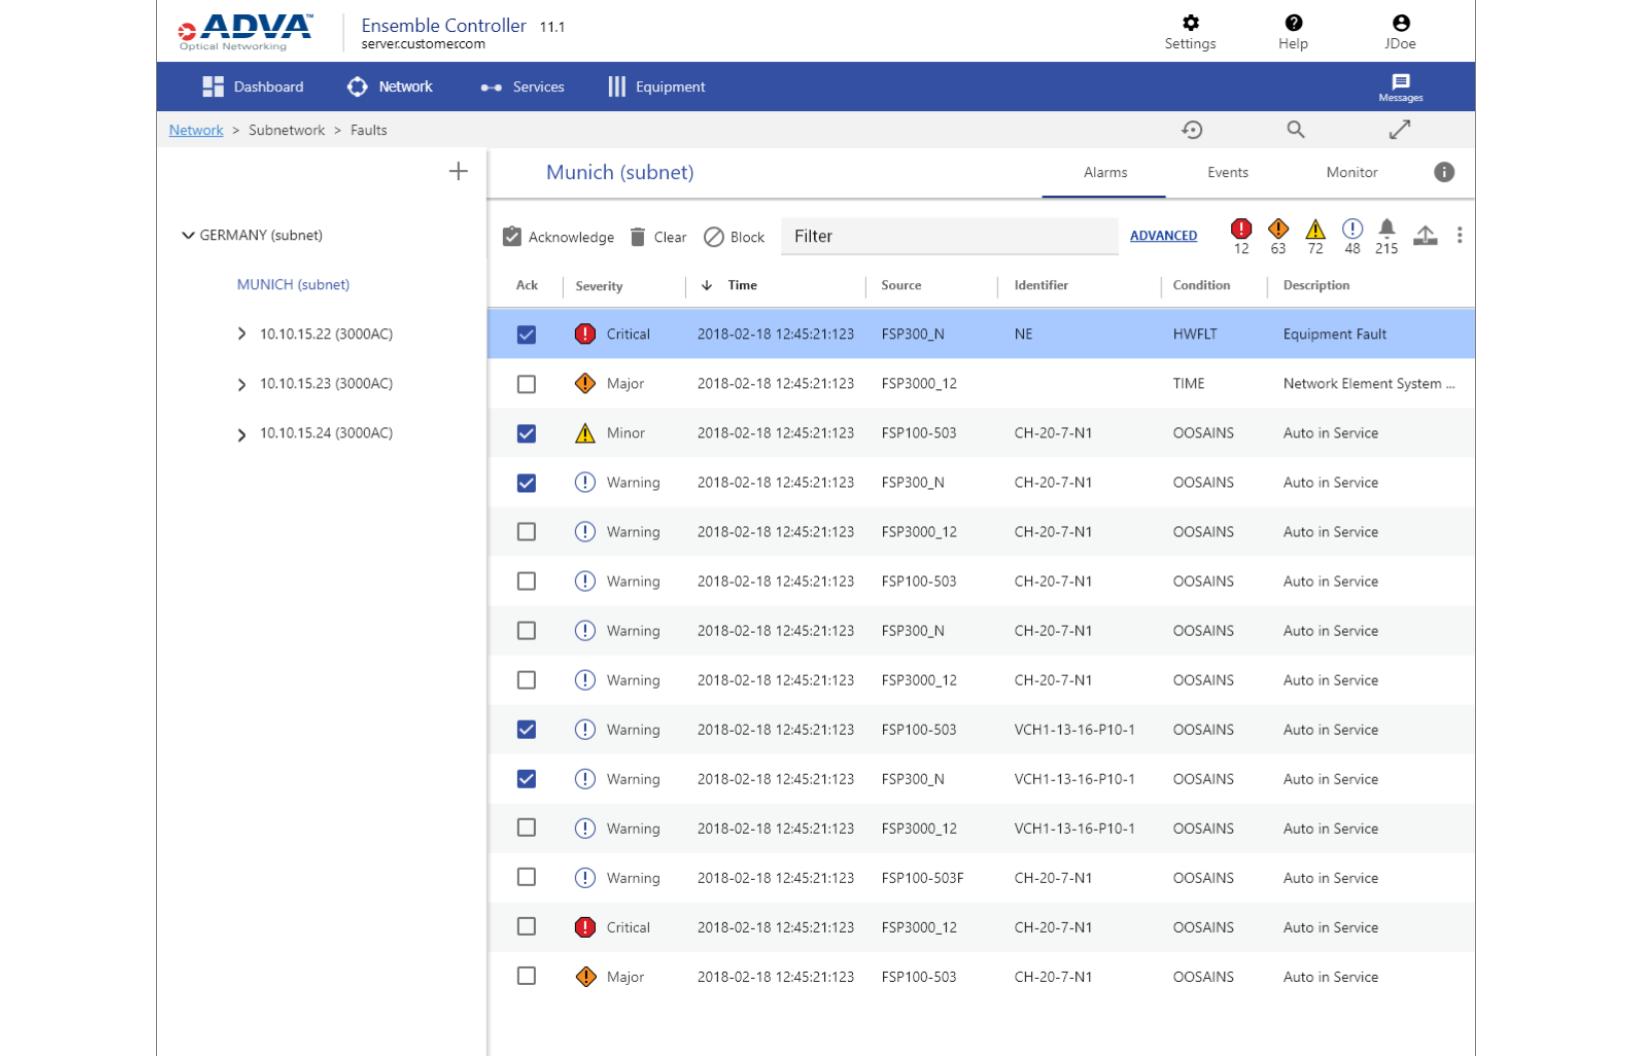 ADVA™ Ensemble Controller 11.1 Settings Help JDoe
Optical Networking server.customer.com
Dashboard Network Services Equipment Messages
Network > Subnetwork > Faults
Munich (subnet) Alarms Events Monitor
GERMANY (subnet)
MUNICH (subnet)
10.10.15.22 (3000AC)
10.10.15.23 (3000AC)
10.10.15.24 (3000AC)
Acknowledge Clear Block Filter ADVANCED 12 63 72 48 215
Ack Severity Time Source Identifier Condition Description
Critical 2018-02-18 12:45:21:123 FSP300_N NE HWFLT Equipment Fault
Major 2018-02-18 12:45:21:123 FSP3000_12 TIME Network Element System ...
Minor 2018-02-18 12:45:21:123 FSP100-503 CH-20-7-N1 OOSAINS Auto in Service
Warning 2018-02-18 12:45:21:123 FSP300_N CH-20-7-N1 OOSAINS Auto in Service
Warning 2018-02-18 12:45:21:123 FSP3000_12 CH-20-7-N1 OOSAINS Auto in Service
Warning 2018-02-18 12:45:21:123 FSP100-503 CH-20-7-N1 OOSAINS Auto in Service
Warning 2018-02-18 12:45:21:123 FSP300_N CH-20-7-N1 OOSAINS Auto in Service
Warning 2018-02-18 12:45:21:123 FSP3000_12 CH-20-7-N1 OOSAINS Auto in Service
Warning 2018-02-18 12:45:21:123 FSP100-503 VCH1-13-16-P10-1 OOSAINS Auto in Service
Warning 2018-02-18 12:45:21:123 FSP300_N VCH1-13-16-P10-1 OOSAINS Auto in Service
Warning 2018-02-18 12:45:21:123 FSP3000_12 VCH1-13-16-P10-1 OOSAINS Auto in Service
Warning 2018-02-18 12:45:21:123 FSP100-503F CH-20-7-N1 OOSAINS Auto in Service
Critical 2018-02-18 12:45:21:123 FSP3000_12 CH-20-7-N1 OOSAINS Auto in Service
Major 2018-02-18 12:45:21:123 FSP100-503 CH-20-7-N1 OOSAINS Auto in Service